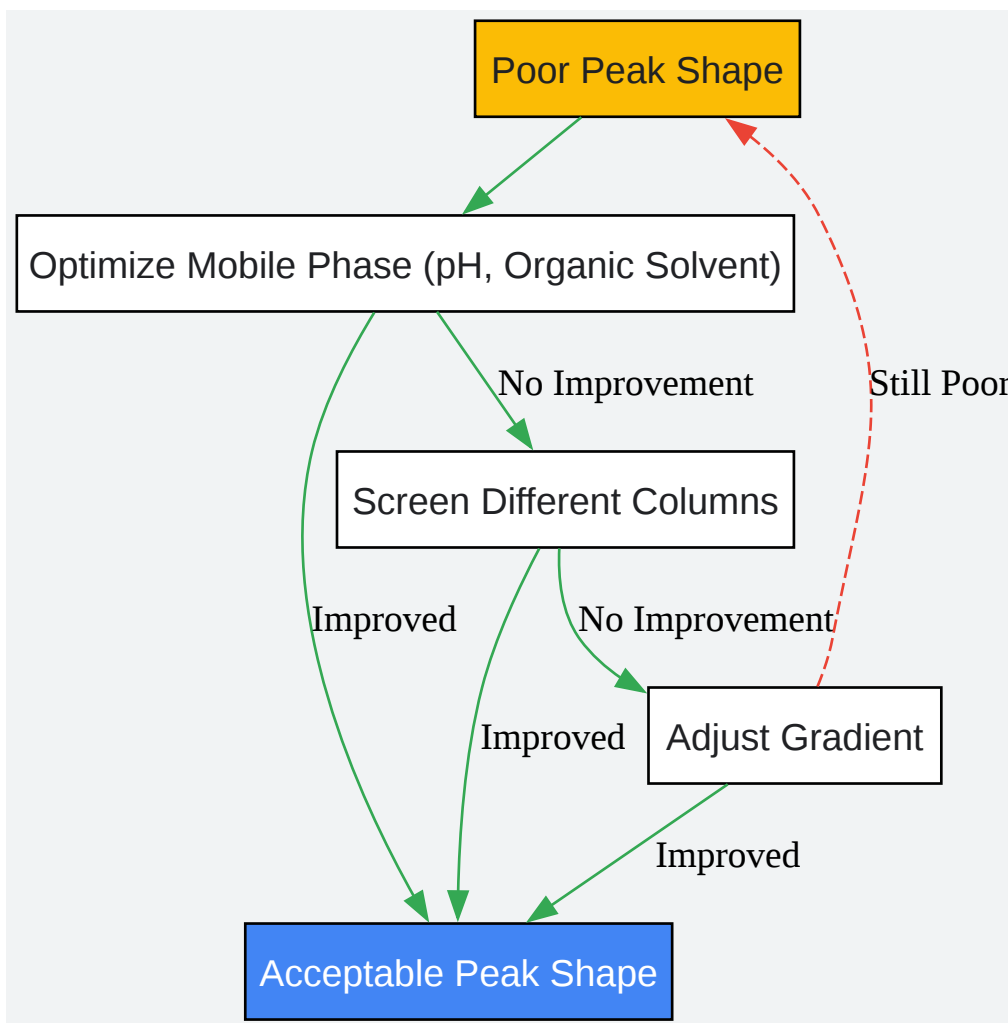 Poor Peak Shape
Optimize Mobile Phase (pH, Organic Solvent)
No Improvement
Still Poor
Screen Different Columns
Improved
No Improvement
Improved
Adjust Gradient
Improved
Acceptable Peak Shape